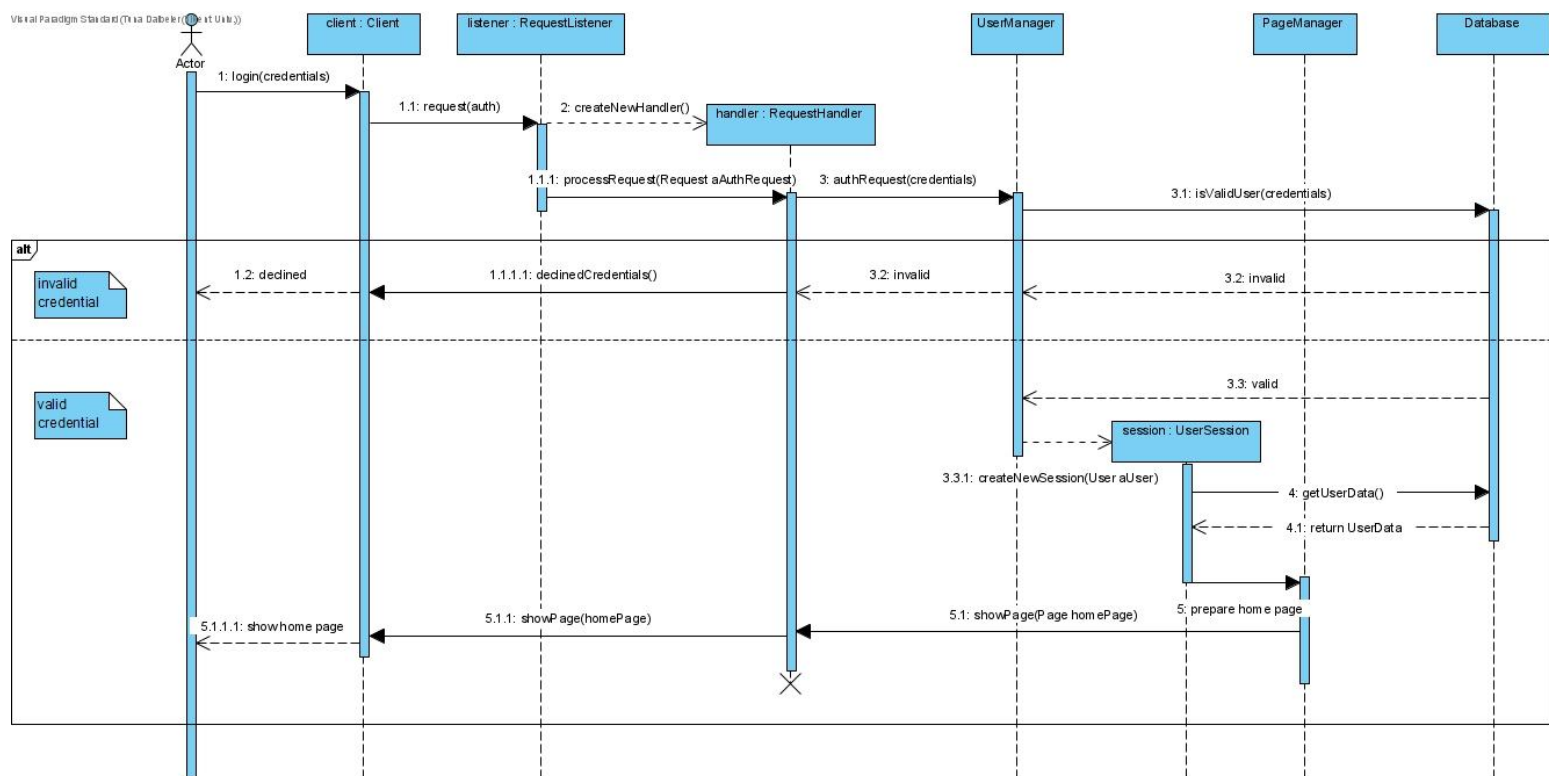 Visual Paradigm Standard
client : Client
listener : RequestListener
UserManager
PageManager
Database
Actor
1: login(credentials)
1.1: request(auth)
2: createNewHandler()
handler : RequestHandler
1.1.1: processRequest(Request aAuthRequest)
3: authRequest(credentials)
3.1: isValidUser(credentials)
alt
invalid
credential
1.2: declined
1.1.1.1: declinedCredentials()
3.2: invalid
3.2: invalid
valid
credential
3.3: valid
session : UserSession
3.3.1: createNewSession(User aUser)
4: getUserData()
4.1: return UserData
5: prepare home page
5.1: showPage(Page homePage)
5.1.1: showPage(homePage)
5.1.1.1: show home page